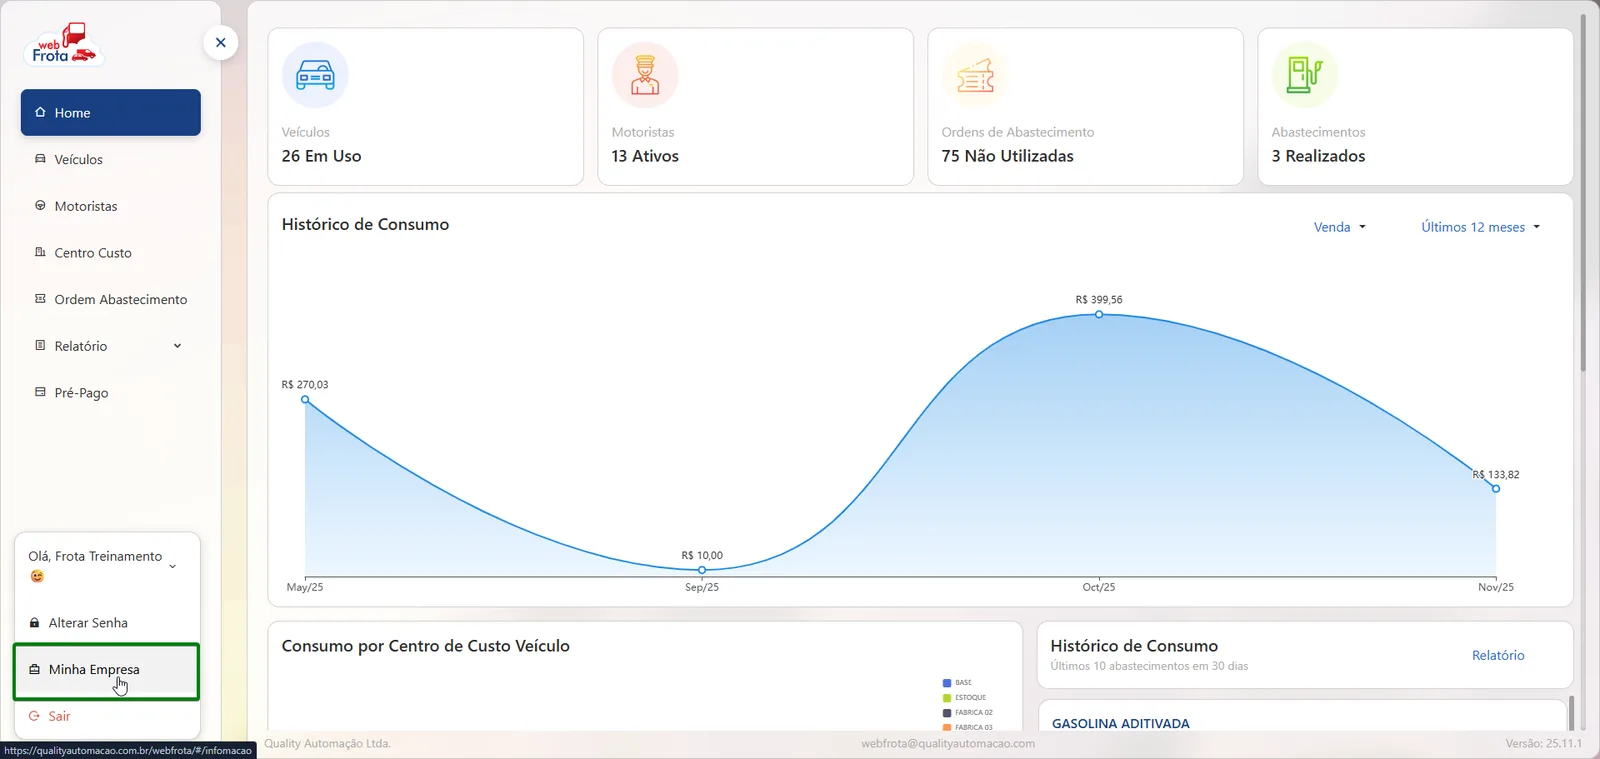 web
Frota
Home
Veículos
Motoristas
Centro Custo
Ordem Abastecimento
Relatório
Pré-Pago
Olá, Frota Treinamento
Alterar Senha
Minha Empresa
Sair
https://qualityautomacao.com.br/webfrota/#/infomacao
Veículos
26 Em Uso
Motoristas
13 Ativos
Ordens de Abastecimento
75 Não Utilizadas
Abastecimentos
3 Realizados
Histórico de Consumo
Venda
Últimos 12 meses
R$ 399,56
R$ 270,03
R$ 133,82
R$ 10,00
May/25
Sep/25
Oct/25
Nov/25
Consumo por Centro de Custo Veículo
BASE
ESTOQUE
FABRICA 02
FABRICA 03
Histórico de Consumo
Últimos 10 abastecimentos em 30 dias
Relatório
GASOLINA ADITIVADA
Quality Automação Ltda.
webfrota@qualityautomacao.com
Versão: 25.11.1